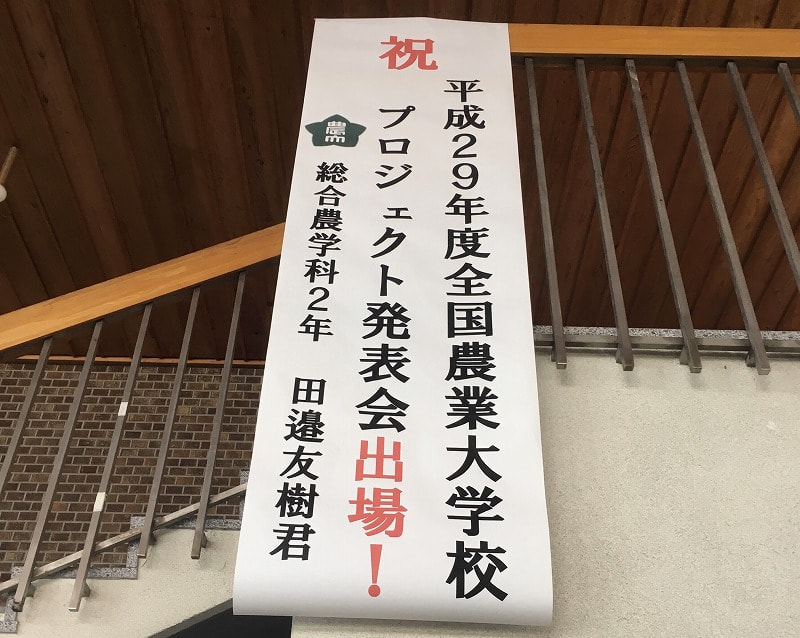 祝
平成29年度全国農業大学校
プロジェクト発表会出場！
農大
総合農学科2年　田邉友樹君